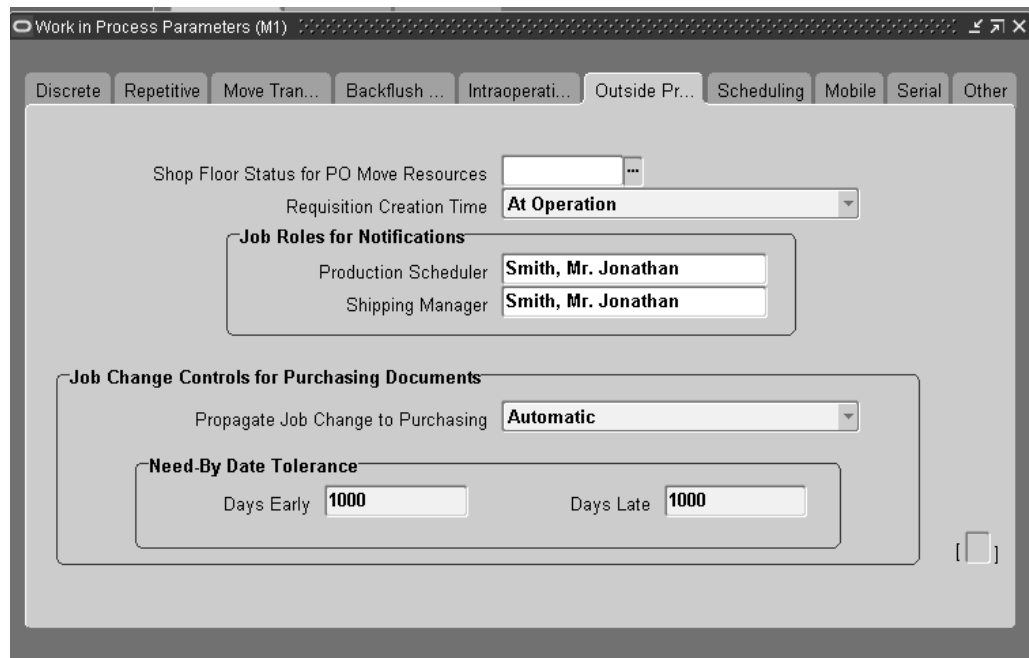 Work in Process Parameters (M1)
Discrete Repetitive Move Tran... Backflush ... Intraoperati... Outside Pr... Scheduling Mobile Serial Other
Shop Floor Status for PO Move Resources ...
Requisition Creation Time At Operation
Job Roles for Notifications
Production Scheduler Smith, Mr. Jonathan
Shipping Manager Smith, Mr. Jonathan
Job Change Controls for Purchasing Documents
Propagate Job Change to Purchasing Automatic
Need-By Date Tolerance
Days Early 1000 Days Late 1000
[ ]